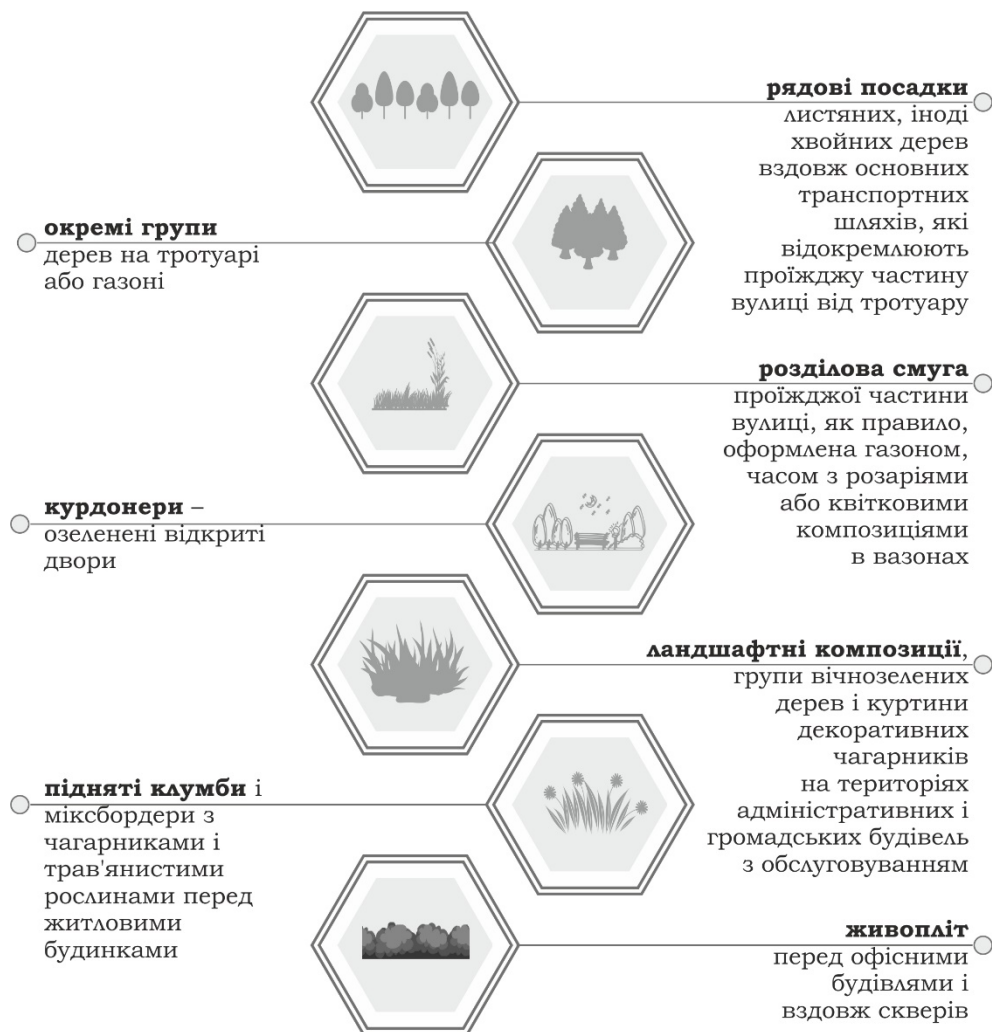 рядові посадки
листяних, іноді
хвойних дерев
вздовж основних
транспортних
шляхів, які
відокремлюють
проїжджу частину
вулиці від тротуару
окремі групи
дерев на тротуарі
або газоні
розділова смуга
проїжджої частини
вулиці, як правило,
оформлена газоном,
часом з розаріями
або квітковими
композиціями
в вазонах
курдонери –
озеленені відкриті
двори
ландшафтні композиції,
групи вічнозелених
дерев і куртини
декоративних
чагарників
на територіях
адміністративних і
громадських будівель
з обслуговуванням
підняті клумби і
міксбордери з
чагарниками і
трав'янистими
рослинами перед
житловими
будинками
живопліт
перед офісними
будівлями і
вздовж скверів